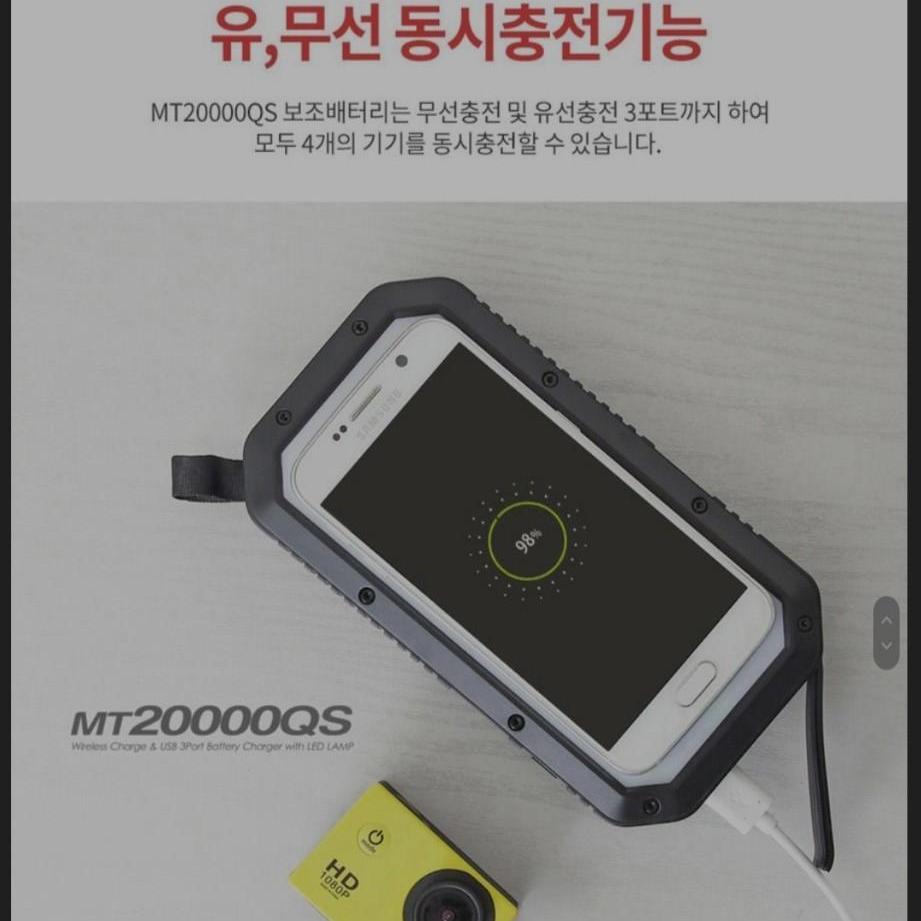 유,무선 동시충전기능
MT20000QS 보조배터리는 무선충전 및 유선충전 3포트까지 하여
모두 4개의 기기를 동시충전할 수 있습니다.
SAMSUNG
98%
MT20000QS
Wireless Charge & USB 3Port Battery Charger with LED LAMP
mode
HD
1080P